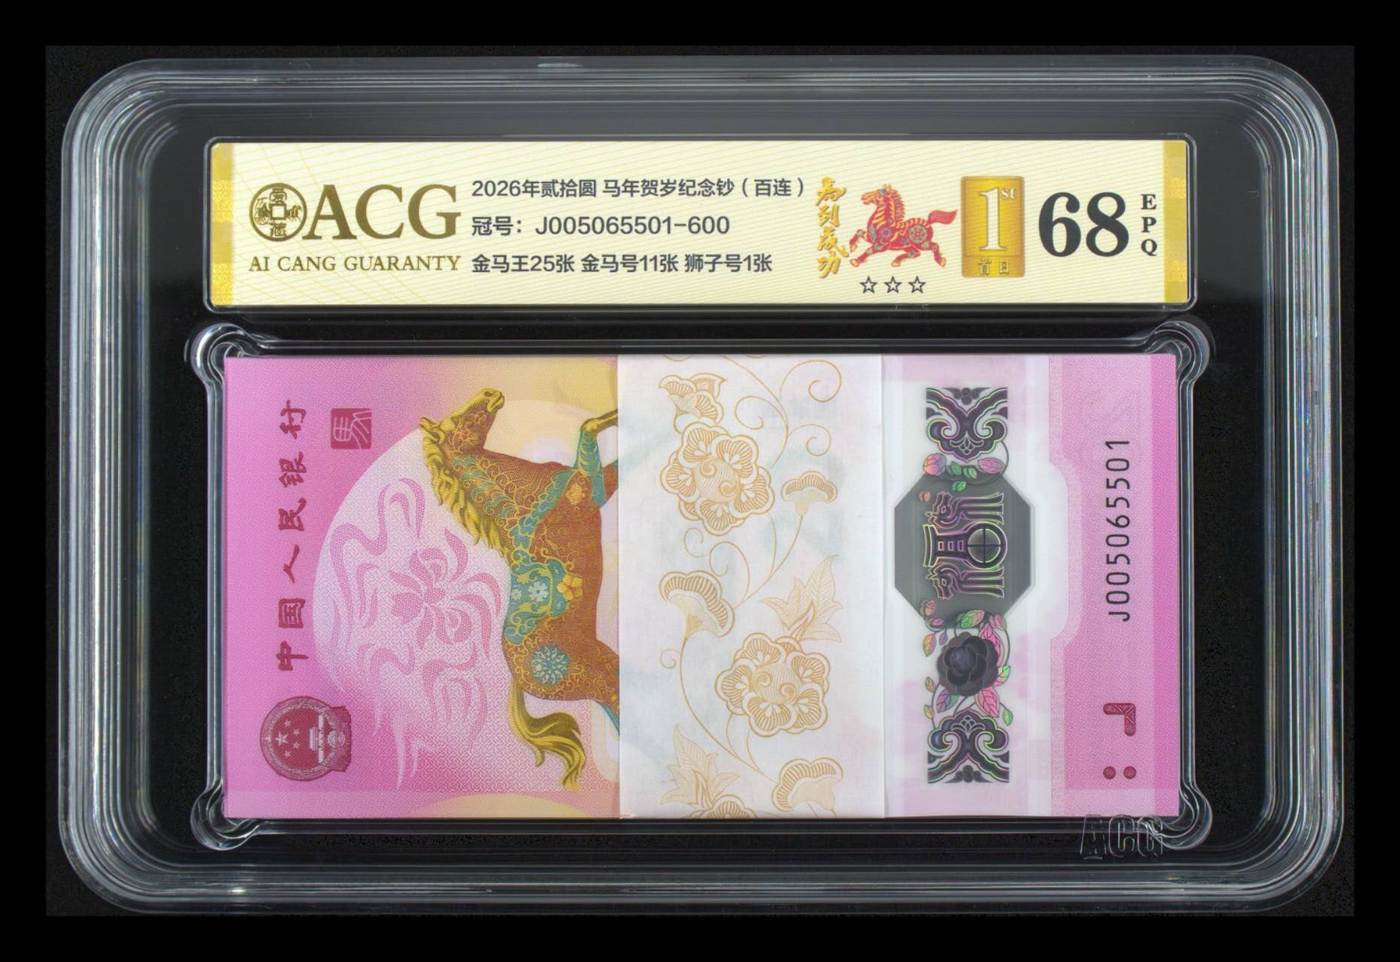 ACG
AI CANG GUARANTY
2026年贰拾圆 马年贺岁纪念钞（百连）
冠号：J005065501-600
金马王25张 金马号11张 狮子号1张
马到成功
☆☆☆
1st
首日
68
EPQ
中国人民银行
J005065501
ACG